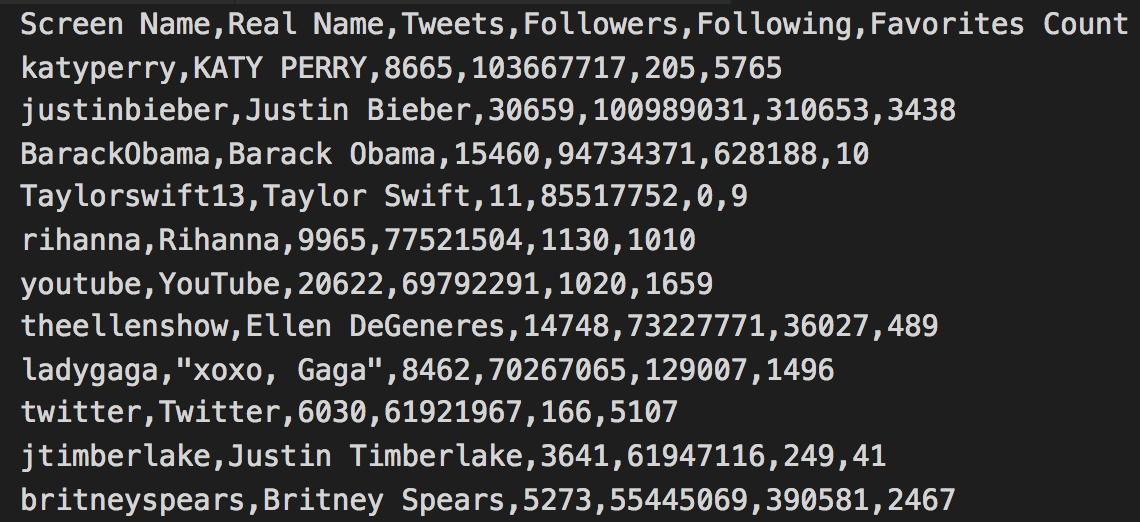 Screen Name,Real Name,Tweets,Followers,Following,Favorites Count
katyperry,KATY PERRY,8665,103667717,205,5765
justinbieber,Justin Bieber,30659,100989031,310653,3438
BarackObama,Barack Obama,15460,94734371,628188,10
Taylorswift13,Taylor Swift,11,85517752,0,9
rihanna,Rihanna,9965,77521504,1130,1010
youtube,YouTube,20622,69792291,1020,1659
theellenshow,Ellen DeGeneres,14748,73227771,36027,489
ladygaga,"xoxo, Gaga",8462,70267065,129007,1496
twitter,Twitter,6030,61921967,166,5107
jtimberlake,Justin Timberlake,3641,61947116,249,41
britneyspears,Britney Spears,5273,55445069,390581,2467